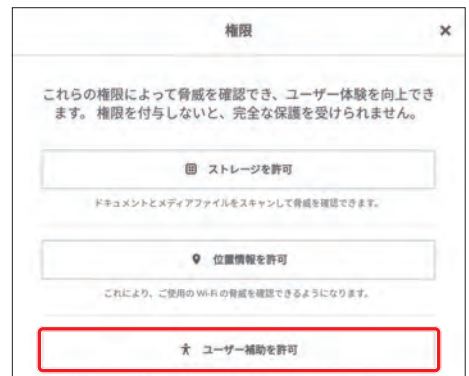 権限
これらの権限によって脅威を確認でき、ユーザー体験を向上でき
ます。 権限を付与しないと、完全な保護を受けられません。
ストレージを許可
ドキュメントとメディアファイルをスキャンして脅威を確認できます。
位置情報を許可
これにより、ご使用の Wi-Fi の脅威を確認できるようになります。
ユーザー補助を許可